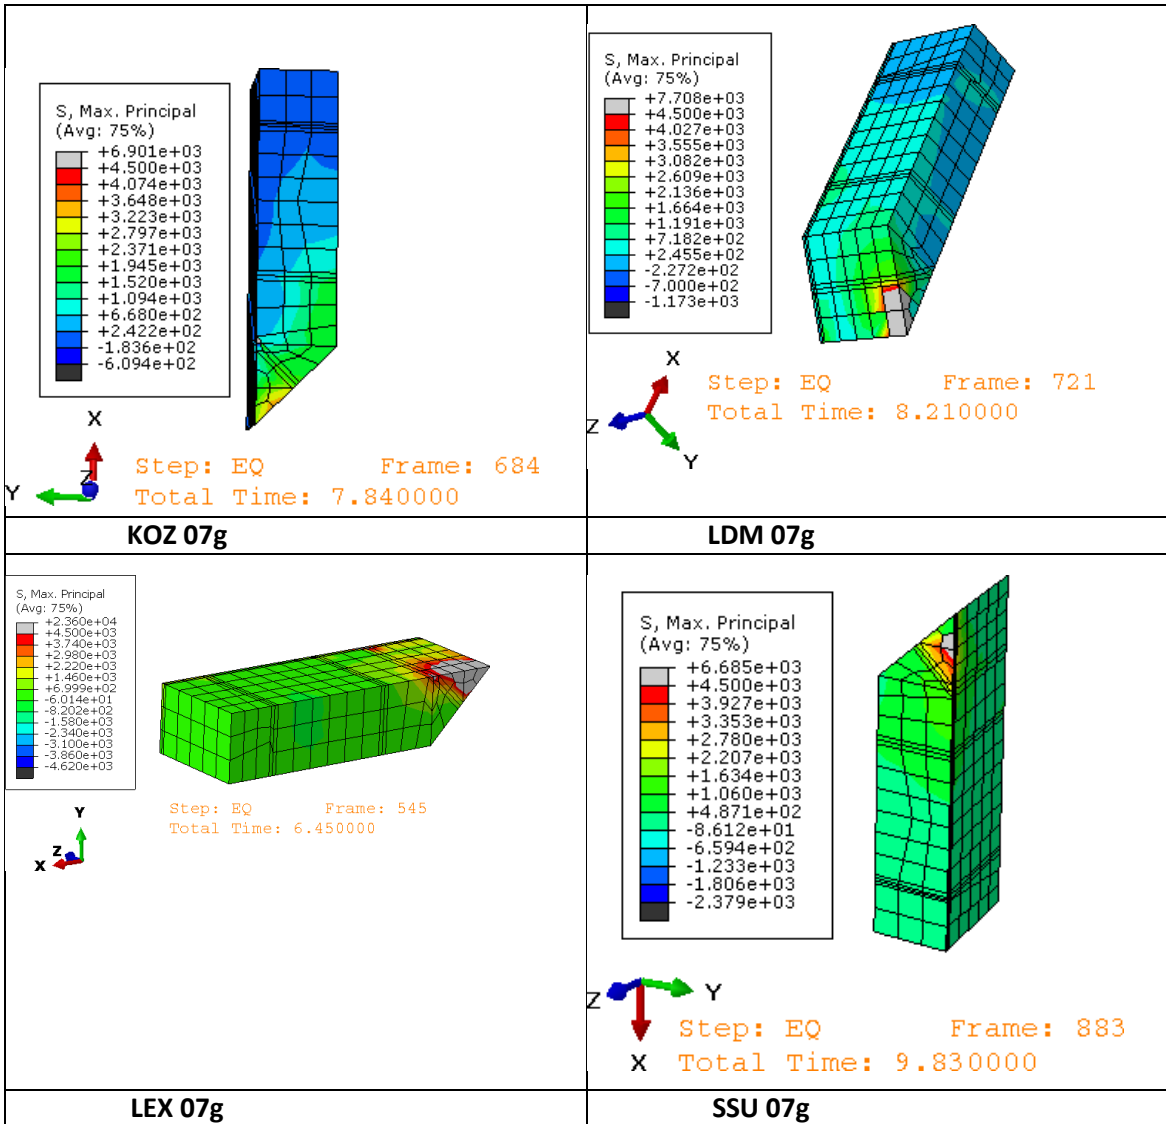 S, Max. Principal
(Avg: 75%)
+6.901e+03
+4.500e+03
+4.074e+03
+3.648e+03
+3.223e+03
+2.797e+03
+2.371e+03
+1.945e+03
+1.520e+03
+1.094e+03
+6.680e+02
+2.422e+02
-1.836e+02
-6.094e+02
X
Y
Z
Step: EQ Frame: 684
Total Time: 7.840000
KOZ 07g
S, Max. Principal
(Avg: 75%)
+7.708e+03
+4.500e+03
+4.027e+03
+3.555e+03
+3.082e+03
+2.609e+03
+2.136e+03
+1.664e+03
+1.191e+03
+7.182e+02
+2.455e+02
-2.272e+02
-7.000e+02
-1.173e+03
X
Z
Y
Step: EQ Frame: 721
Total Time: 8.210000
LDM 07g
S, Max. Principal
(Avg: 75%)
+2.360e+04
+4.500e+03
+3.740e+03
+2.980e+03
+2.220e+03
+1.460e+03
+6.999e+02
-6.014e+01
-8.202e+02
-1.580e+03
-2.340e+03
-3.100e+03
-3.860e+03
-4.620e+03
Y
Z
X
Step: EQ Frame: 545
Total Time: 6.450000
LEX 07g
S, Max. Principal
(Avg: 75%)
+6.685e+03
+4.500e+03
+3.927e+03
+3.353e+03
+2.780e+03
+2.207e+03
+1.634e+03
+1.060e+03
+4.871e+02
-8.612e+01
-6.594e+02
-1.233e+03
-1.806e+03
-2.379e+03
Z
Y
X
Step: EQ Frame: 883
Total Time: 9.830000
SSU 07g